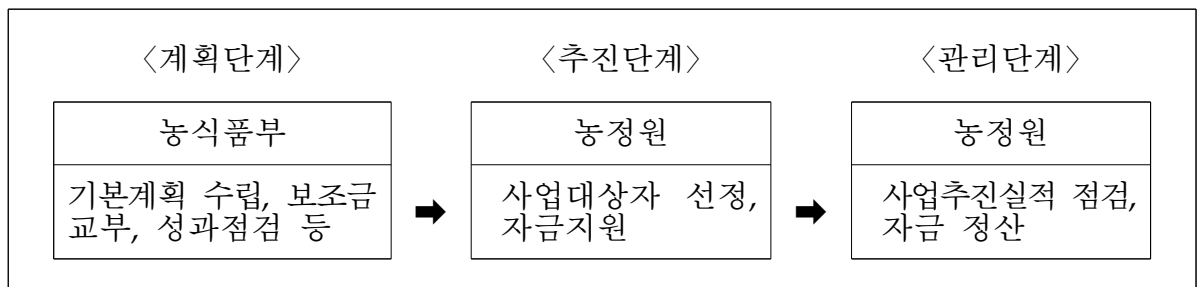 〈계획단계〉
농식품부
기본계획 수립, 보조금
교부, 성과점검 등
〈추진단계〉
농정원
사업대상자 선정,
자금지원
〈관리단계〉
농정원
사업추진실적 점검,
자금 정산